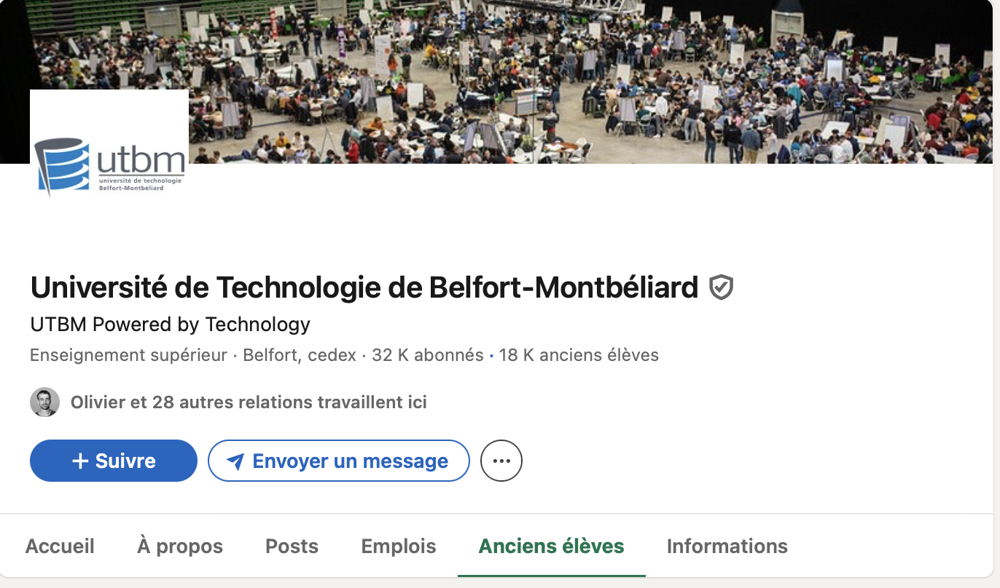 utbm
université de technologie
Belfort-Montbéliard
Université de Technologie de Belfort-Montbéliard
UTBM Powered by Technology
Enseignement supérieur · Belfort, cedex · 32 K abonnés · 18 K anciens élèves
Olivier et 28 autres relations travaillent ici
+ Suivre
Envoyer un message
Accueil
À propos
Posts
Emplois
Anciens élèves
Informations